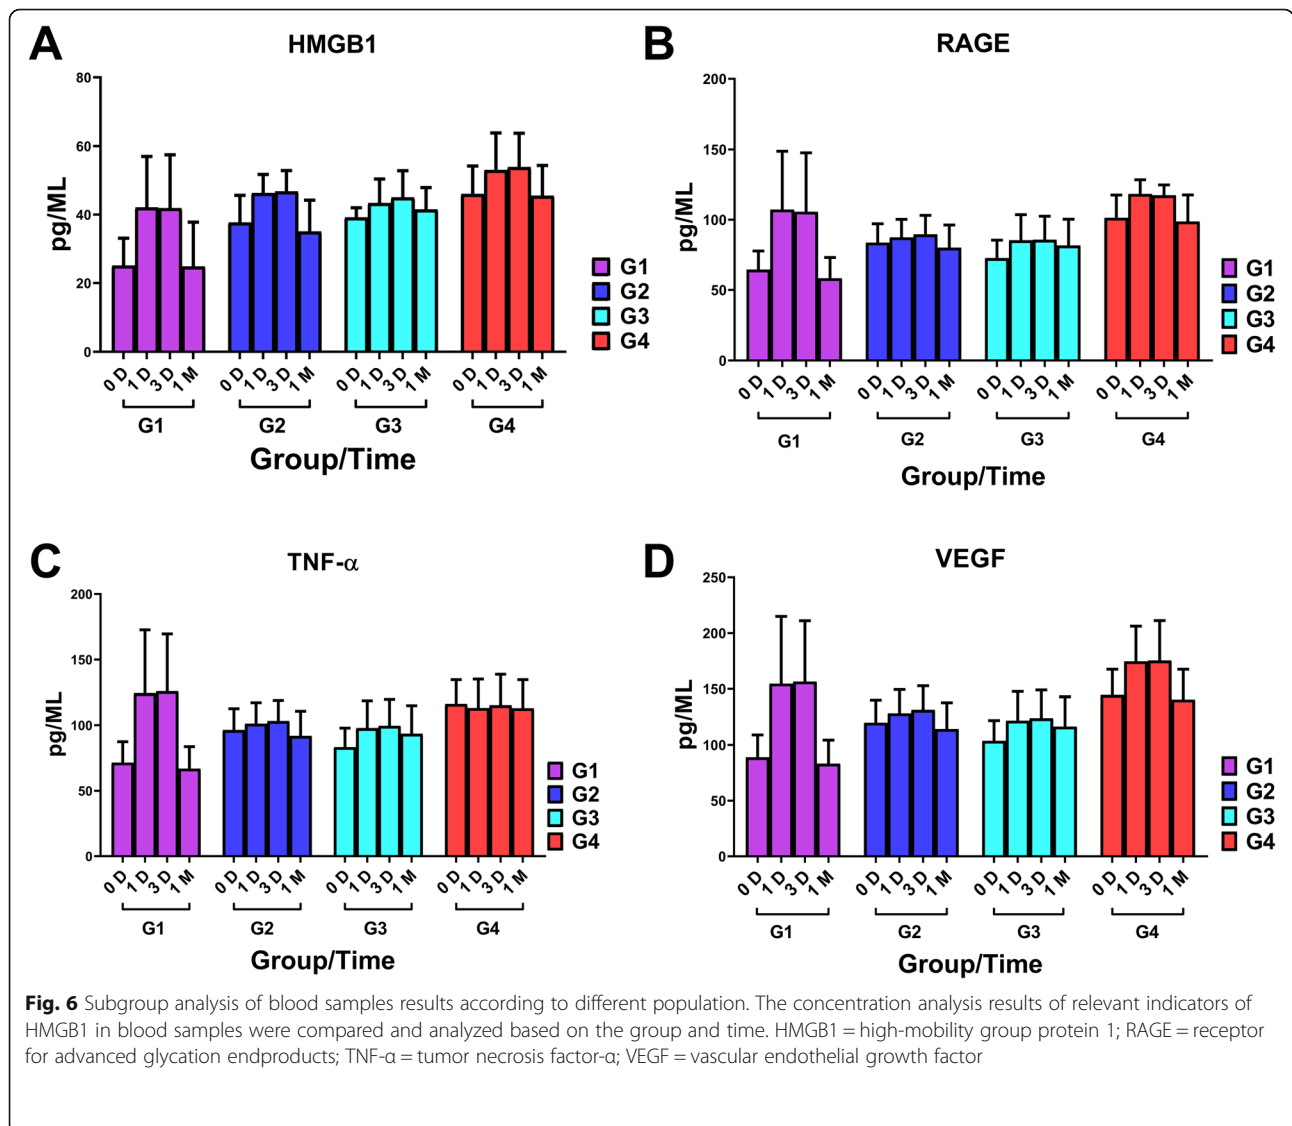 A
HMGB1
pg/ML
80
60
40
20
0
0 D 1 D 3 D 1 M 0 D 1 D 3 D 1 M 0 D 1 D 3 D 1 M 0 D 1 D 3 D 1 M
G1 G2 G3 G4
Group/Time
G1
G2
G3
G4
B
RAGE
pg/ML
200
150
100
50
0
0 D 1 D 3 D 1 M 0 D 1 D 3 D 1 M 0 D 1 D 3 D 1 M 0 D 1 D 3 D 1 M
G1 G2 G3 G4
Group/Time
G1
G2
G3
G4
C
TNF-α
pg/ML
200
150
100
50
0
0 D 1 D 3 D 1 M 0 D 1 D 3 D 1 M 0 D 1 D 3 D 1 M 0 D 1 D 3 D 1 M
G1 G2 G3 G4
Group/Time
G1
G2
G3
G4
D
VEGF
pg/ML
250
200
150
100
50
0
0 D 1 D 3 D 1 M 0 D 1 D 3 D 1 M 0 D 1 D 3 D 1 M 0 D 1 D 3 D 1 M
G1 G2 G3 G4
Group/Time
G1
G2
G3
G4
Fig. 6 Subgroup analysis of blood samples results according to different population. The concentration analysis results of relevant indicators of
HMGB1 in blood samples were compared and analyzed based on the group and time. HMGB1 = high-mobility group protein 1; RAGE = receptor
for advanced glycation endproducts; TNF-α = tumor necrosis factor-α; VEGF = vascular endothelial growth factor